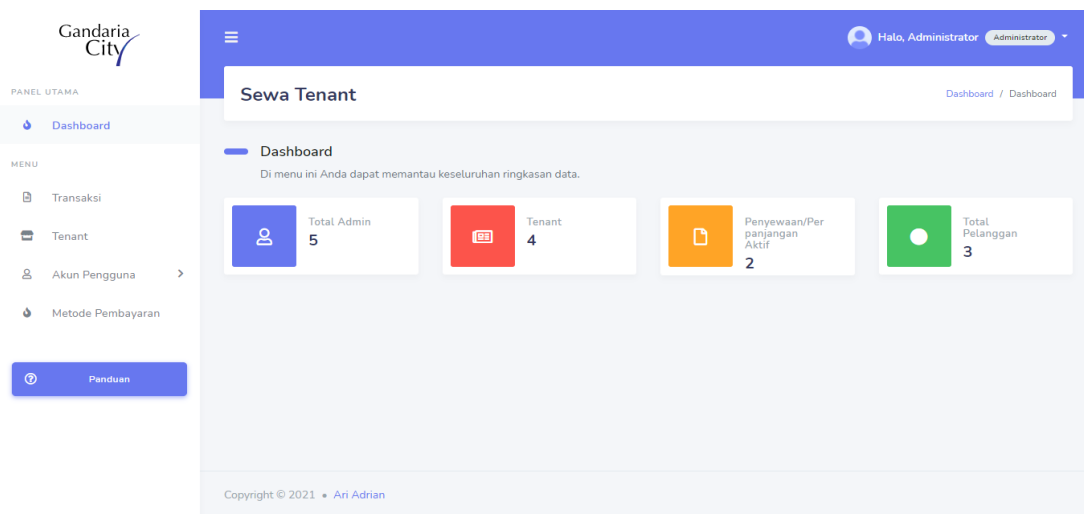 Gandaria
City
Halo, Administrator Administrator
PANEL UTAMA
Dashboard
MENU
Transaksi
Tenant
Akun Pengguna
Metode Pembayaran
Panduan
Sewa Tenant
Dashboard / Dashboard
Dashboard
Di menu ini Anda dapat memantau keseluruhan ringkasan data.
Total Admin
5
Tenant
4
Penyewaan/Per
panjangan
Aktif
2
Total
Pelanggan
3
Copyright © 2021 • Ari Adrian